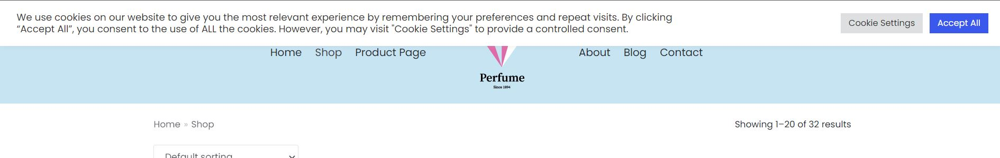 We use cookies on our website to give you the most relevant experience by remembering your preferences and repeat visits. By clicking
“Accept All”, you consent to the use of ALL the cookies. However, you may visit "Cookie Settings" to provide a controlled consent.
Cookie Settings
Accept All
Home Shop Product Page
About Blog Contact
Perfume
Since 1894
Home » Shop
Showing 1–20 of 32 results
Default sorting